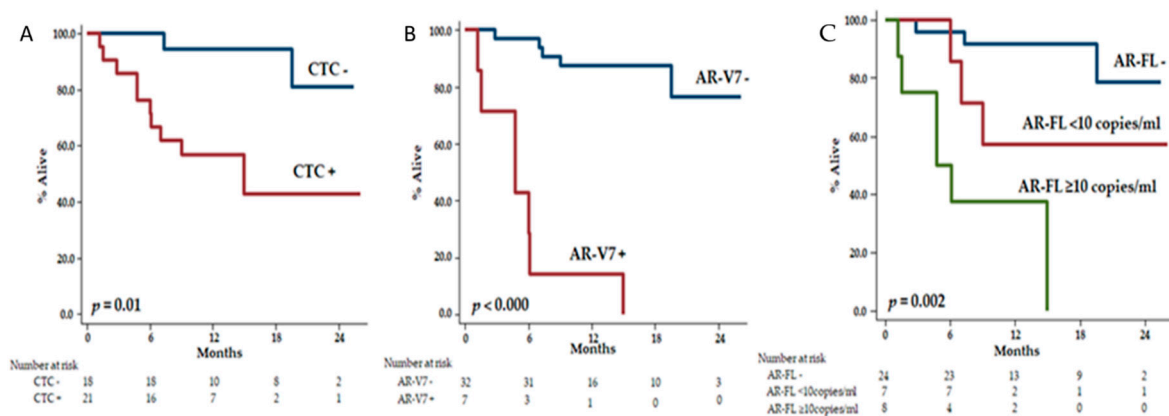 A
100.0
80.0
60.0
40.0
20.0
0.0
% Alive
CTC -
CTC +
p = 0.01
0 6 12 18 24
Months
Number at risk
CTC - 18 18 10 8 2
CTC + 21 16 7 2 1
B
100.0
80.0
60.0
40.0
20.0
0.0
% Alive
AR-V7 -
AR-V7 +
p < 0.000
0 6 12 18 24
Months
Number at risk
AR-V7 - 32 31 16 10 3
AR-V7 + 7 3 1 0 0
C
100.0
80.0
60.0
40.0
20.0
0.0
% Alive
AR-FL -
AR-FL <10 copies/ml
AR-FL ≥10 copies/ml
p = 0.002
0 6 12 18 24
Months
Number at risk
AR-FL - 24 23 13 9 2
AR-FL <10copies/ml 7 7 2 1 1
AR-FL ≥10copies/ml 8 4 2 0 0